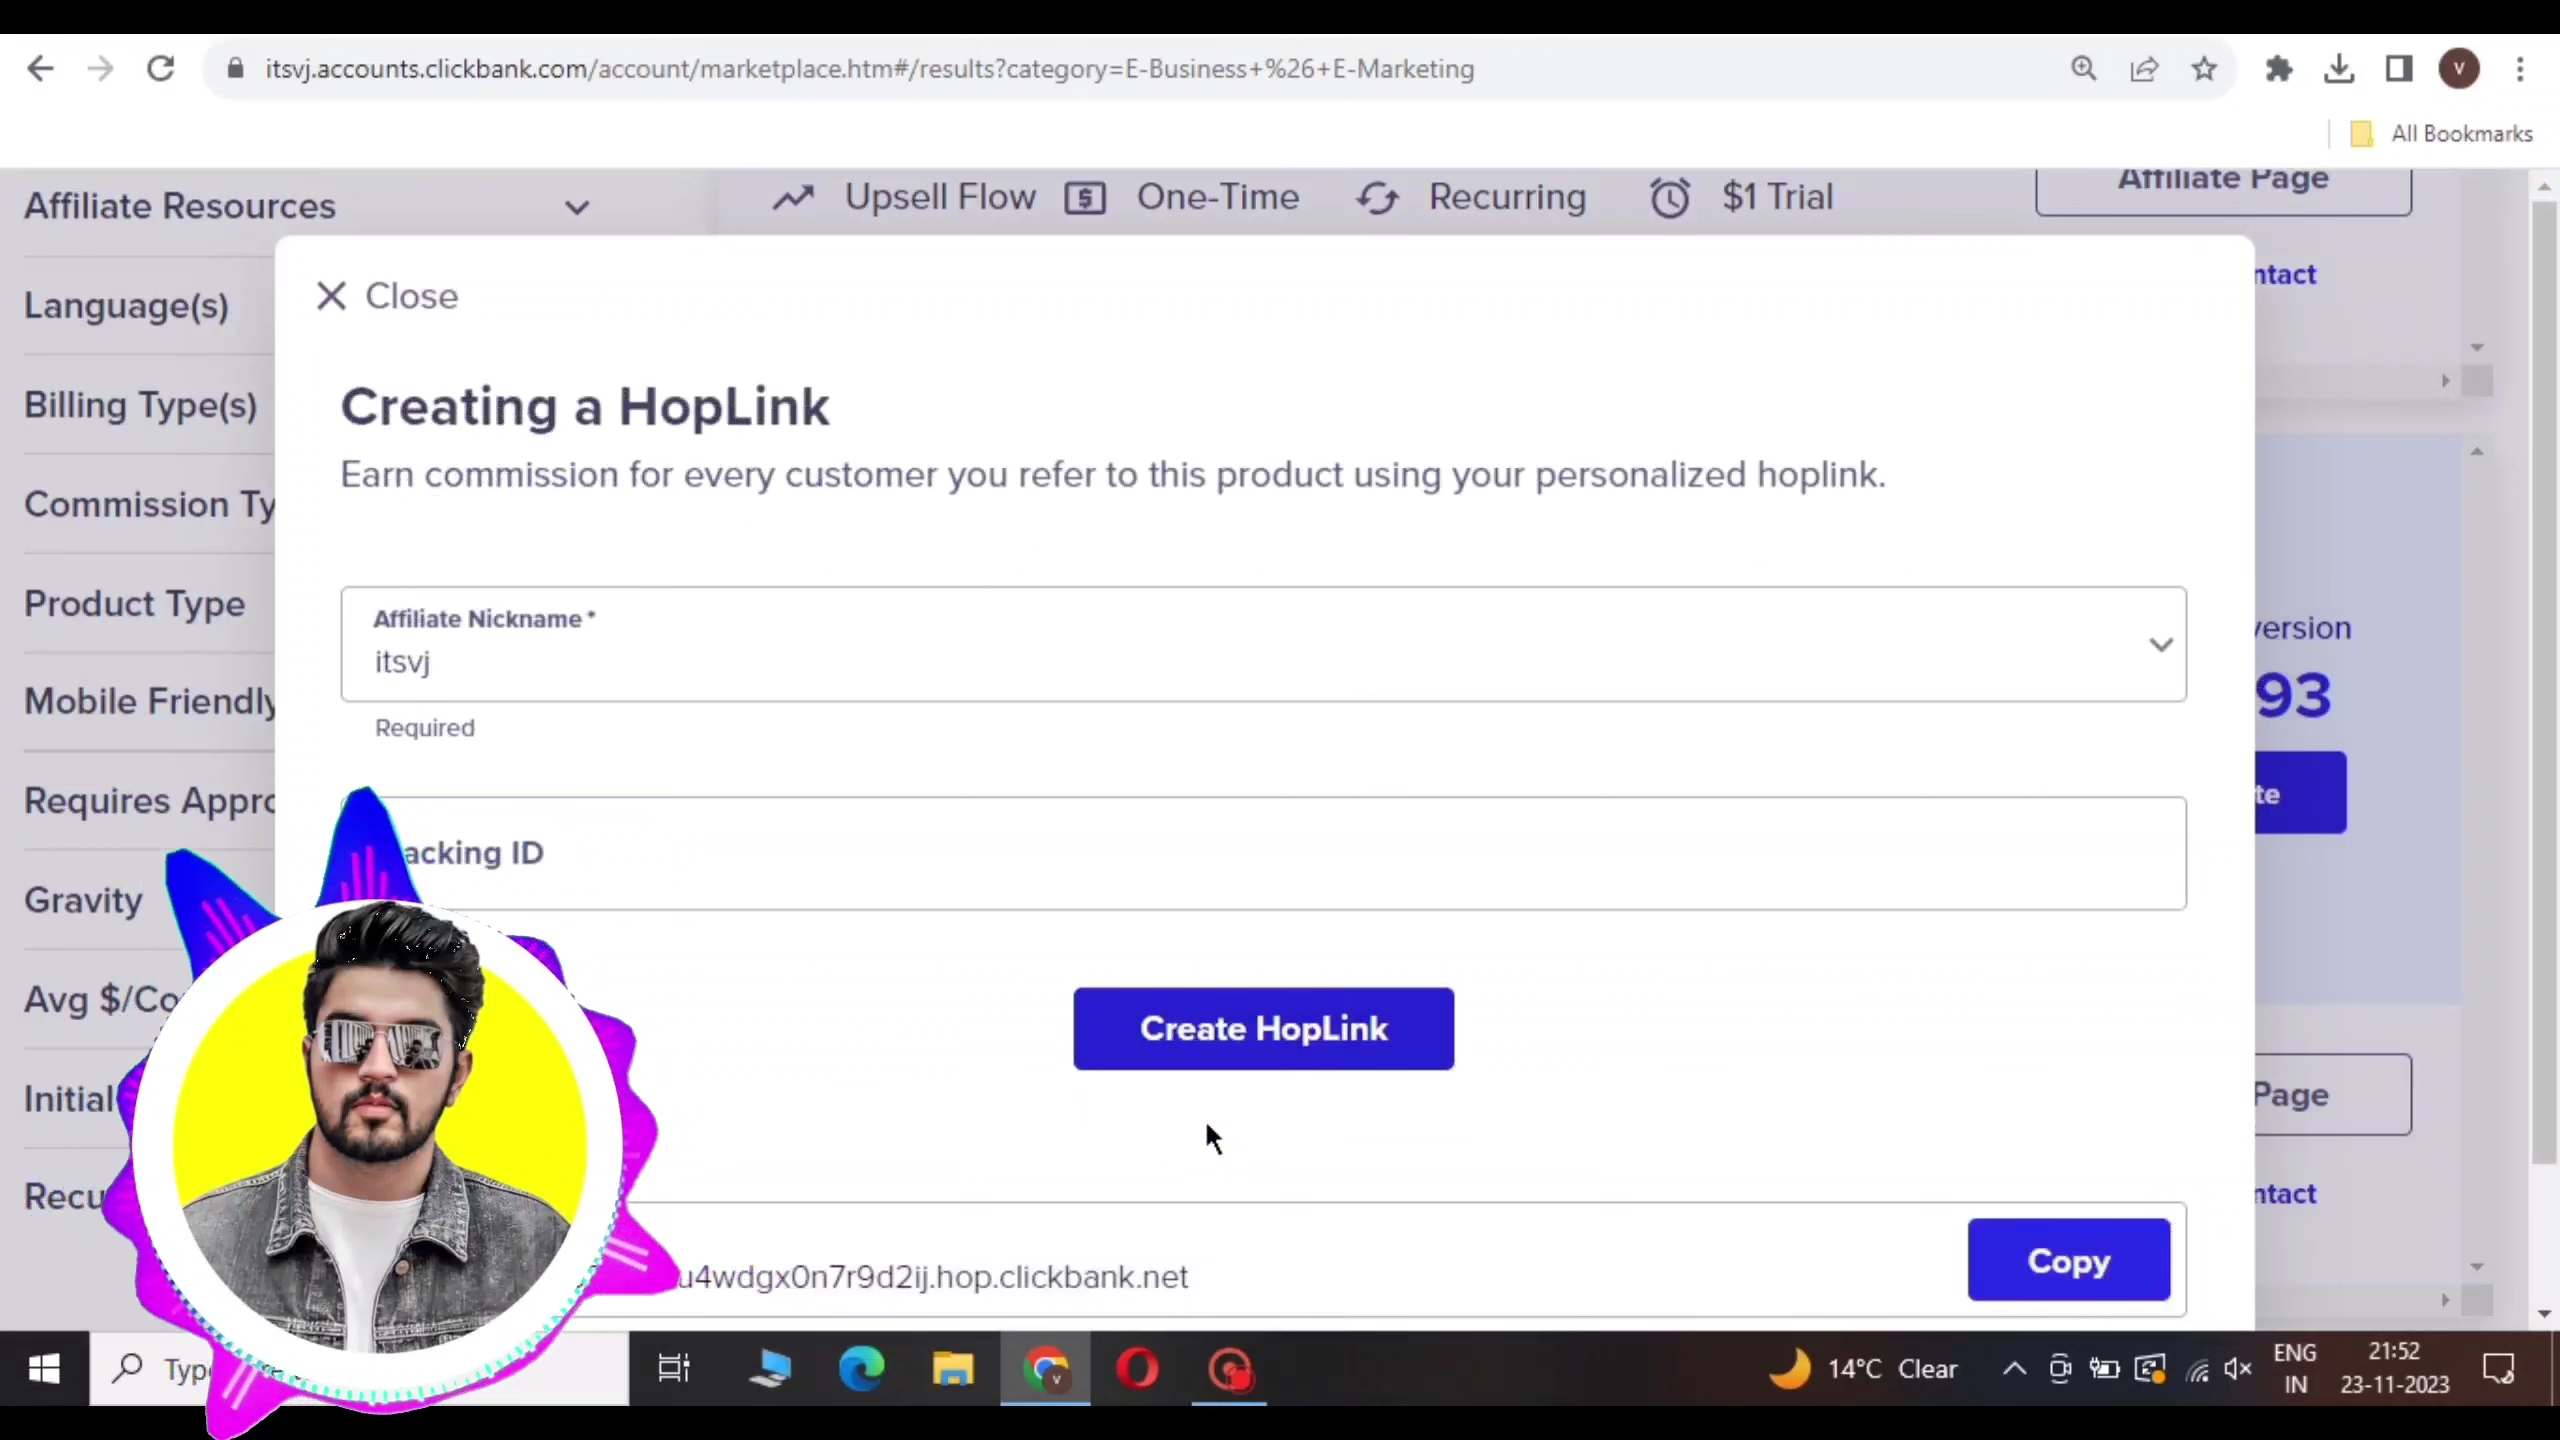 itsvj.accounts.clickbank.com/account/marketplace.htm#/results?category=E-Business+%26+E-Marketing
V
All Bookmarks
Affiliate Resources
Upsell Flow
One-Time
Recurring
$1 Trial
Affiliate Page
Language(s)
Close
ntact
Billing Type(s)
Creating a HopLink
Earn commission for every customer you refer to this product using your personalized hoplink.
Commission Ty
Product Type
Affiliate Nickname*
itsvj
Required
version
93
Mobile Friendly
Requires Appro
acking ID
te
Gravity
Avg $/Co
Create HopLink
Initial
Page
Recu
ntact
u4wdgx0n7r9d2ij.hop.clickbank.net
Copy
Typ
14°C Clear
ENG
IN
21:52
23-11-2023